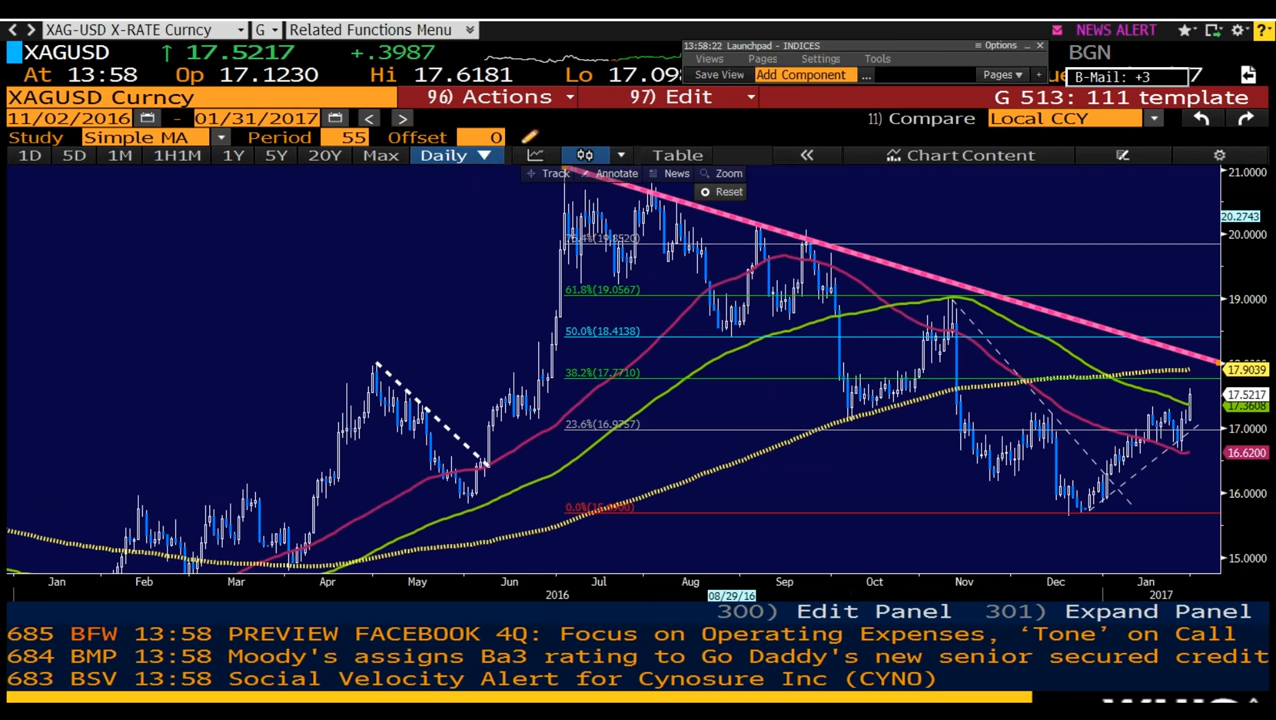 XAG-USD X-RATE Curncy G Related Functions Menu NEWS ALERT
XAGUSD 17.5217 +.3987 BGN
At 13:58 Op 17.1230 Hi 17.6181 Lo
13:58:22 Launchpad - INDICES Options
Views Pages Settings Tools
Save View Add Component ... Pages +
B-Mail: +3
XAGUSD Curncy 96) Actions 97) Edit G 513: 111 template
11/02/2016 - 01/31/2017 11) Compare Local CCY
Study Simple MA Period 55 Offset 0
1D 5D 1M 1H1M 1Y 5Y 20Y Max Daily Table « Chart Content
Track Annotate News Zoom
Reset
21.0000
20.2743
20.0000
61.8%(19.0567)
19.0000
50.0%(18.4138)
38.2%(17.7710)
17.9039
17.5217
17.3608
23.6%(16.9757)
17.0000
16.6200
16.0000
15.0000
Jan Feb Mar Apr May Jun Jul Aug Sep Oct Nov Dec Jan
2016 08/29/16 2017
300) Edit Panel 301) Expand Panel
685 BFW 13:58 PREVIEW FACEBOOK 4Q: Focus on Operating Expenses, ‘Tone’ on Call
684 BMP 13:58 Moody's assigns Ba3 rating to Go Daddy's new senior secured credit
683 BSV 13:58 Social Velocity Alert for Cynosure Inc (CYNO)